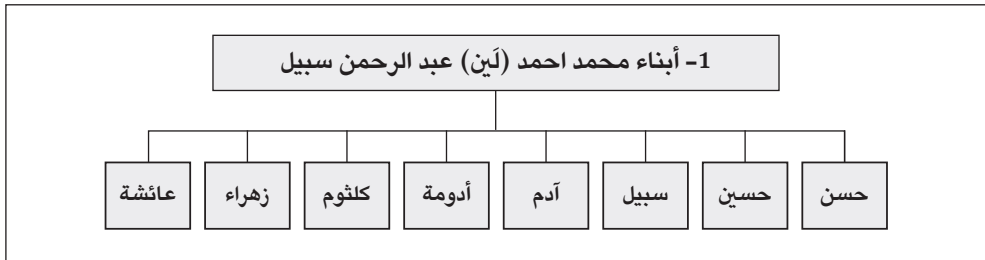 1- أبناء محمد احمد (لَين) عبد الرحمن سبيل
حسن حسين سبيل آدم أدومة كلثوم زهراء عائشة